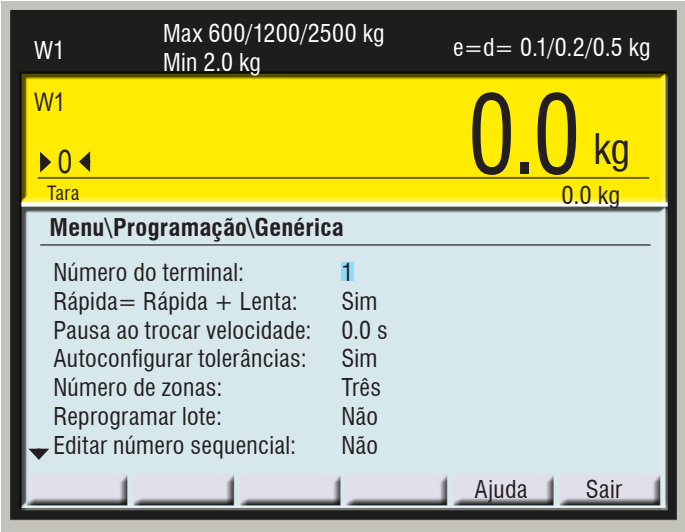 W1
Max 600/1200/2500 kg
Min 2.0 kg
e=d= 0.1/0.2/0.5 kg
W1
0.0 kg
0
Tara
0.0 kg
Menu\Programação\Genérica
Número do terminal: 1
Rápida= Rápida + Lenta: Sim
Pausa ao trocar velocidade: 0.0 s
Autoconfigurar tolerâncias: Sim
Número de zonas: Três
Reprogramar lote: Não
Editar número sequencial: Não
Ajuda
Sair